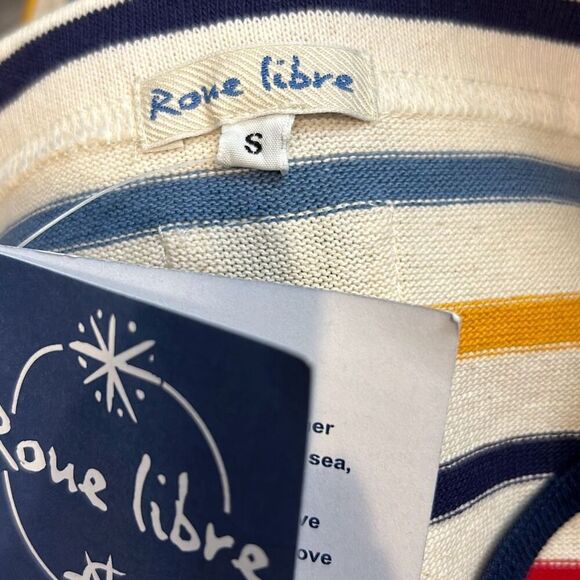 Roue libre
S
Roue libre
er
sea,
ve
ove